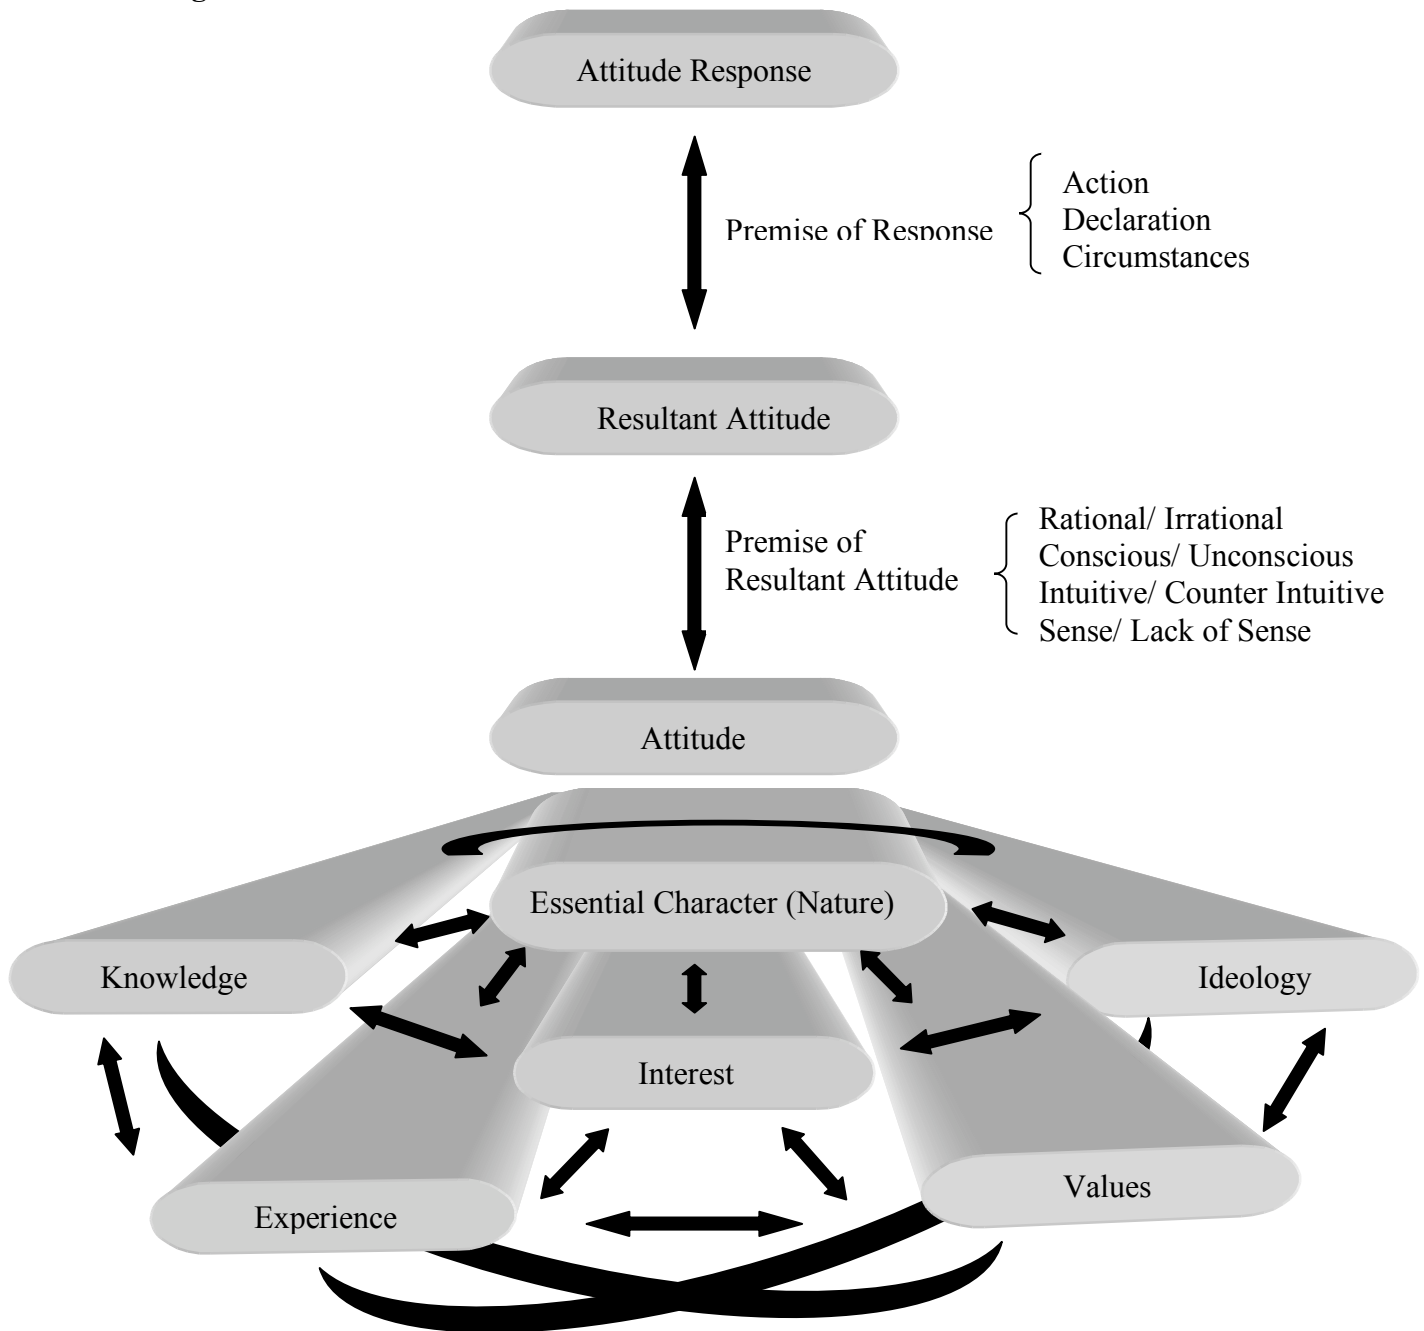 Attitude Response
Premise of Response
Action
Declaration
Circumstances
Resultant Attitude
Premise of
Resultant Attitude
Rational/ Irrational
Conscious/ Unconscious
Intuitive/ Counter Intuitive
Sense/ Lack of Sense
Attitude
Essential Character (Nature)
Knowledge
Ideology
Interest
Values
Experience